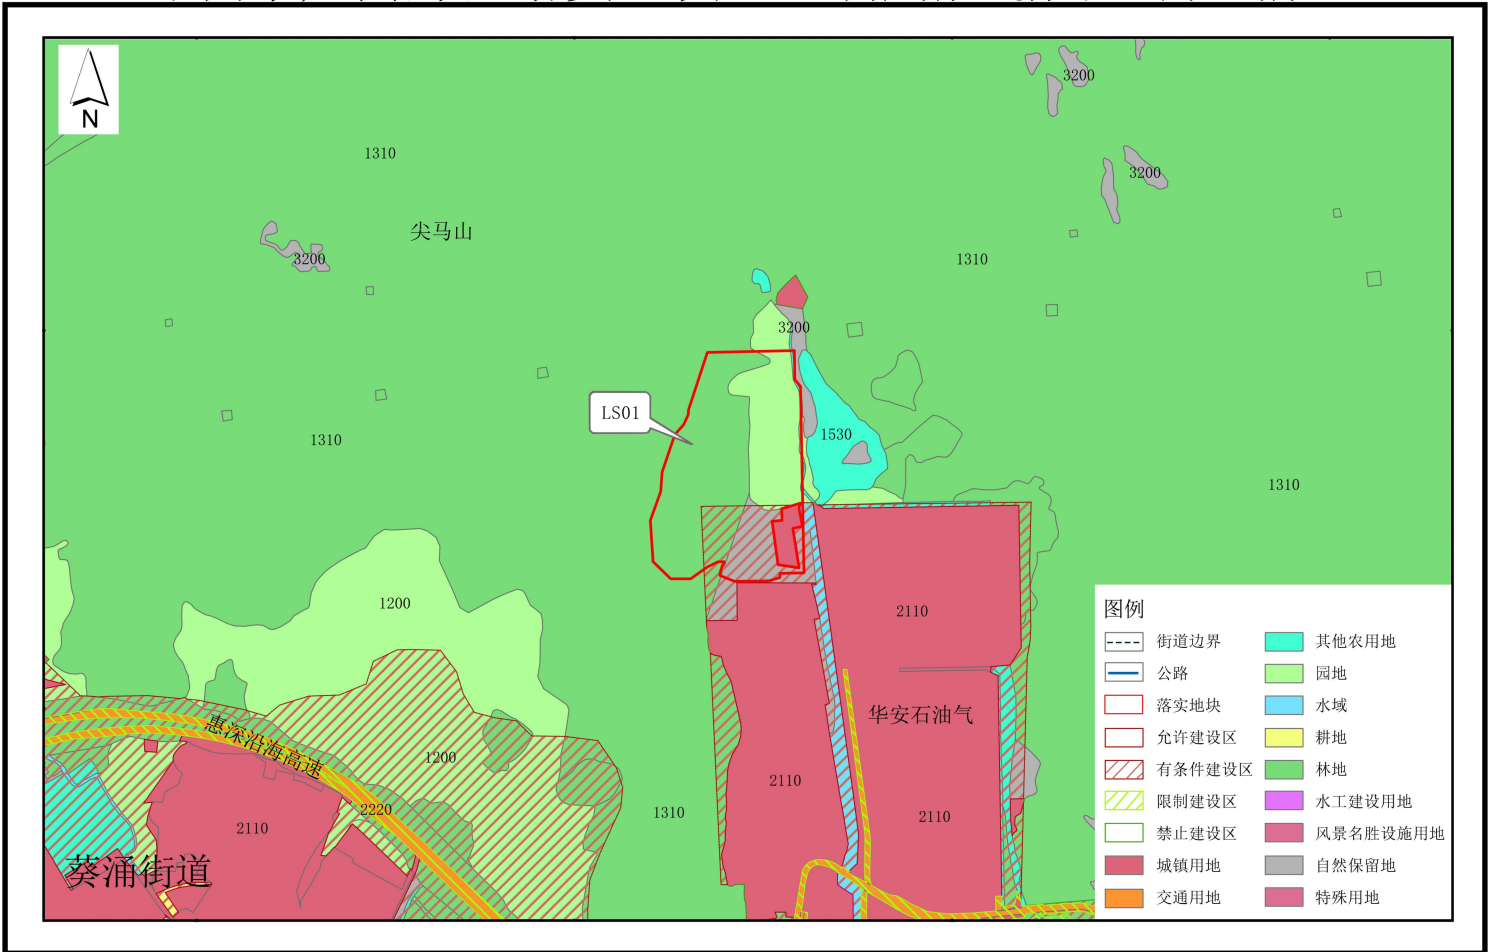 N
3200
1310
3200
尖马山
3200
1310
3200
LS01
1530
1310
1310
1200
2110
华安石油气
惠深沿海高速
1200
2110
1310
2220
2110
2110
葵涌街道
图例
街道边界
其他农用地
公路
园地
落实地块
水域
允许建设区
耕地
有条件建设区
林地
限制建设区
水工建设用地
禁止建设区
风景名胜设施用地
城镇用地
自然保留地
交通用地
特殊用地